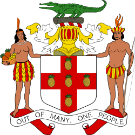 OUT OF MANY, ONE PEOPLE